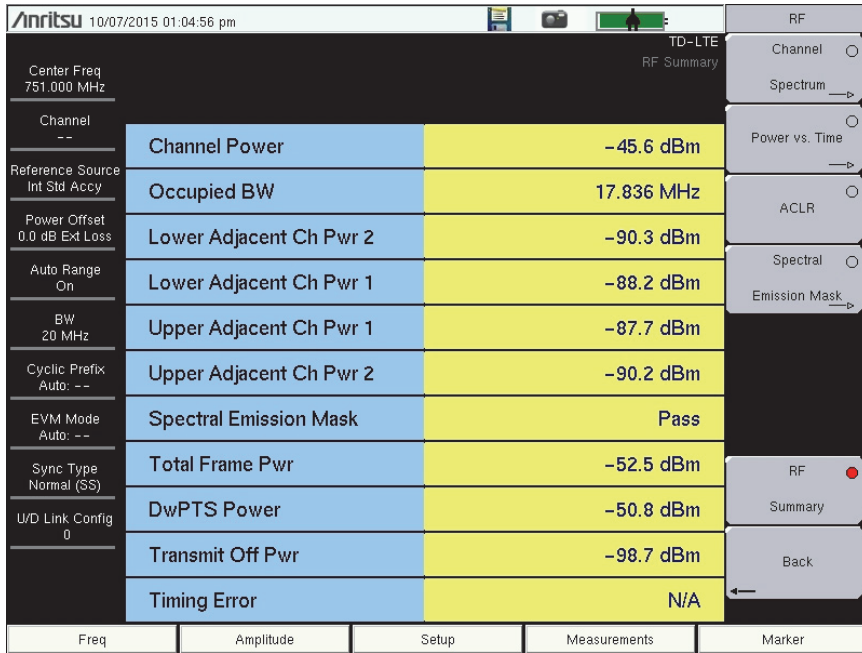 Anritsu 10/07/2015 01:04:56 pm
TD-LTE
RF Summary
Center Freq
751.000 MHz
Channel
--
Reference Source
Int Std Accy
Power Offset
0.0 dB Ext Loss
Auto Range
On
BW
20 MHz
Cyclic Prefix
Auto: --
EVM Mode
Auto: --
Sync Type
Normal (SS)
U/D Link Config
0
Channel Power -45.6 dBm
Occupied BW 17.836 MHz
Lower Adjacent Ch Pwr 2 -90.3 dBm
Lower Adjacent Ch Pwr 1 -88.2 dBm
Upper Adjacent Ch Pwr 1 -87.7 dBm
Upper Adjacent Ch Pwr 2 -90.2 dBm
Spectral Emission Mask Pass
Total Frame Pwr -52.5 dBm
DwPTS Power -50.8 dBm
Transmit Off Pwr -98.7 dBm
Timing Error N/A
RF
Channel
Spectrum
Power vs. Time
ACLR
Spectral
Emission Mask
RF
Summary
Back
Freq Amplitude Setup Measurements Marker